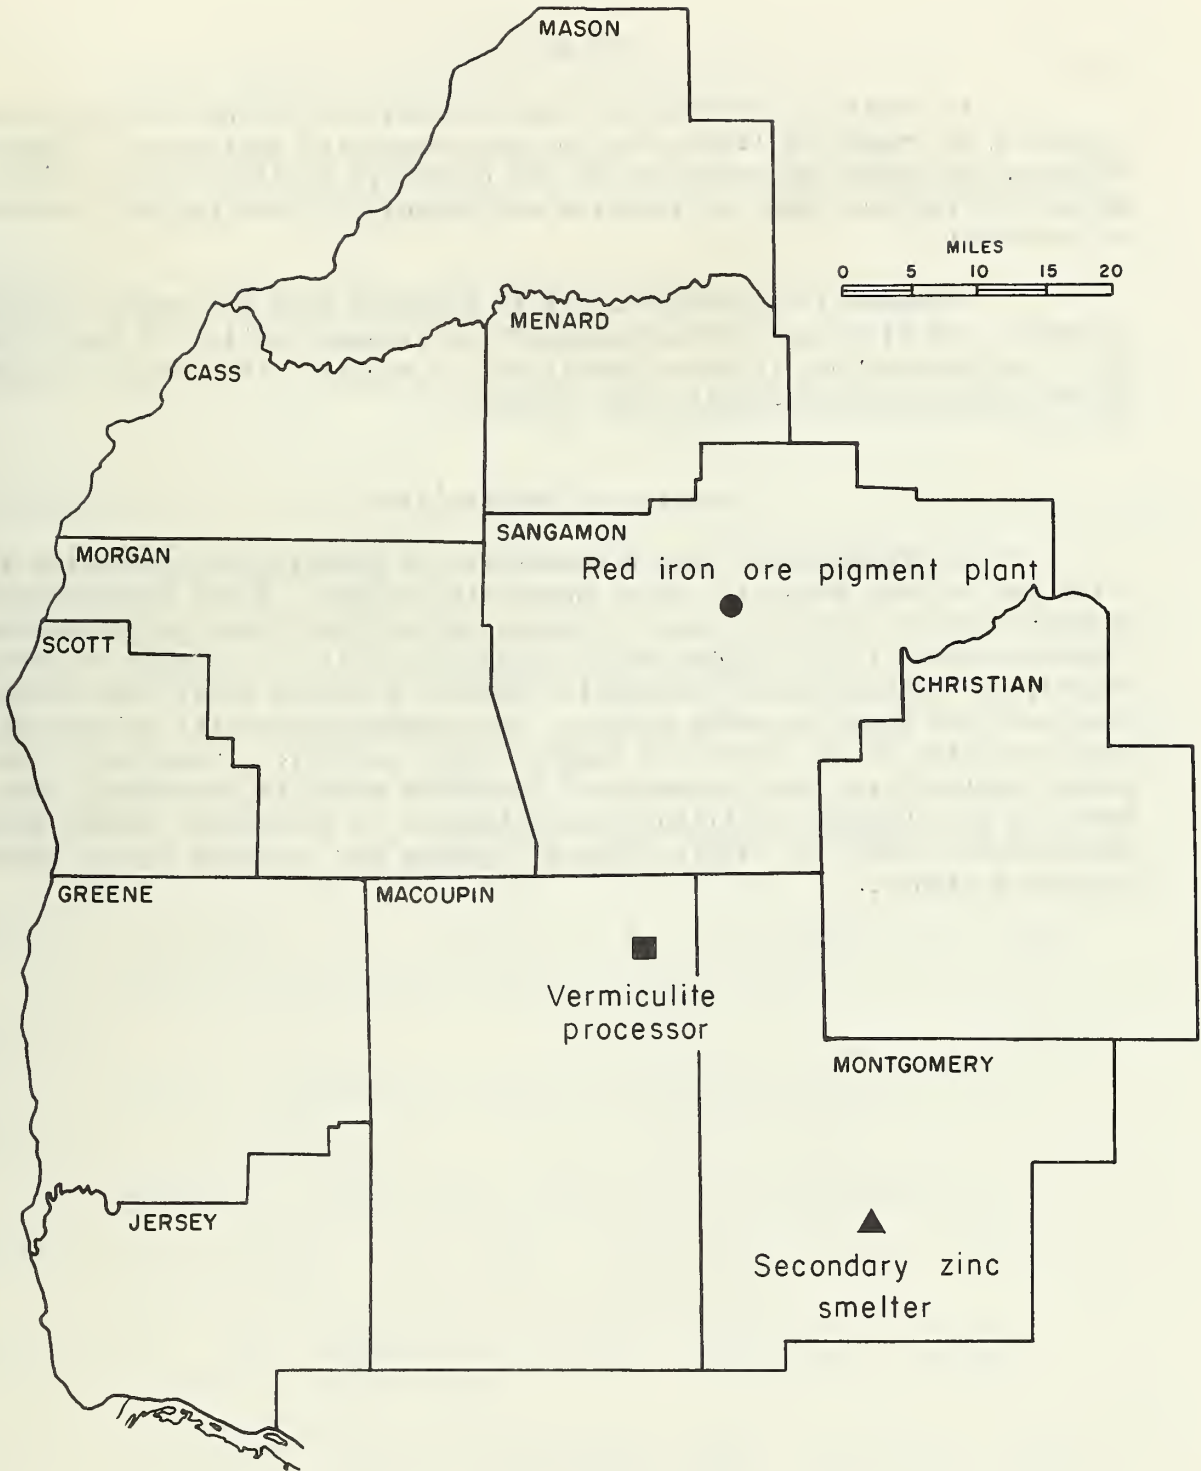 MASON
MILES
0 5 10 15 20
MENARD
CASS
SANGAMON
MORGAN
Red iron ore pigment plant
SCOTT
CHRISTIAN
GREENE
MACOUPIN
Vermiculite
processor
MONTGOMERY
JERSEY
Secondary zinc
smelter